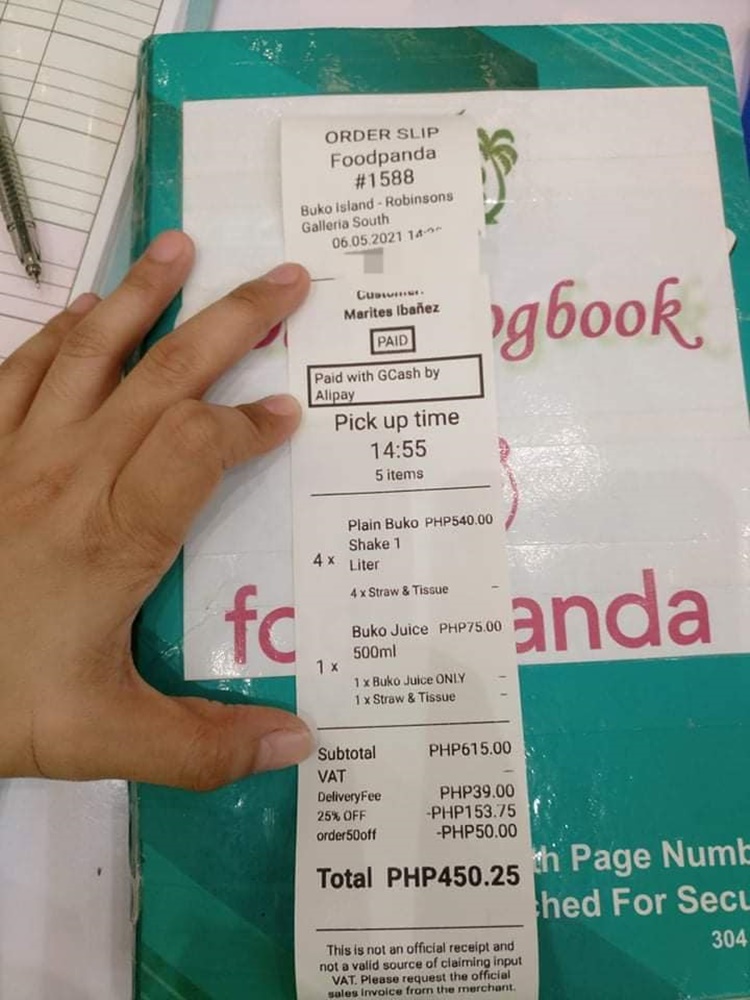 ORDER SLIP
Foodpanda
#1588
Buko Island - Robinsons
Galleria South
06.05.2021
Customer:
Marites Ibañez
PAID
Paid with GCash by
Alipay
Pick up time
14:55
5 items
Plain Buko PHP540.00
Shake 1
4 x Liter
4 x Straw & Tissue –
Buko Juice PHP75.00
500ml
1 x
1 x Buko Juice ONLY –
1 x Straw & Tissue –
Subtotal PHP615.00
VAT –
DeliveryFee PHP39.00
25% OFF -PHP153.75
order50off -PHP50.00
Total PHP450.25
This is not an official receipt and
not a valid source of claiming input
VAT. Please request the official
sales invoice from the merchant.
gbook
fo anda
Page Numb
For Secu
304